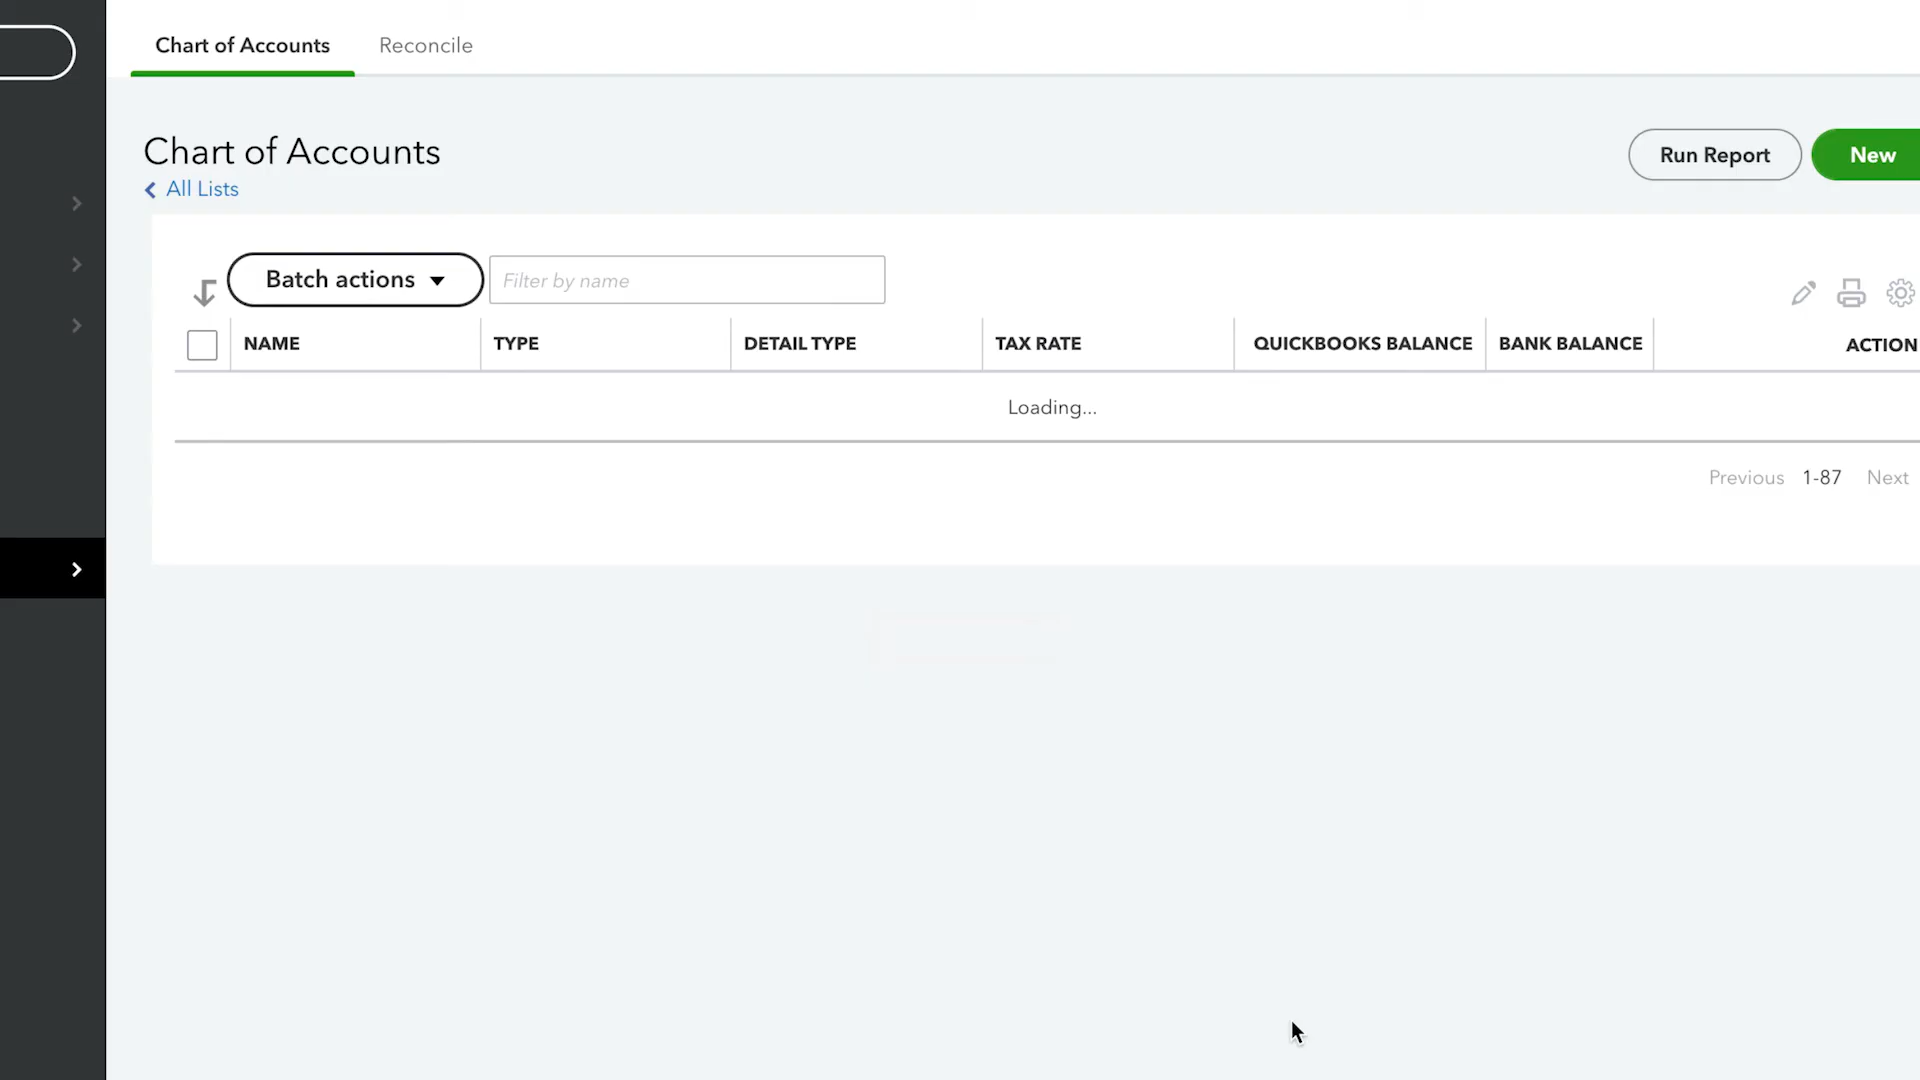 Chart of Accounts Reconcile
Chart of Accounts
All Lists
Run Report New
Batch actions Filter by name
NAME TYPE DETAIL TYPE TAX RATE QUICKBOOKS BALANCE BANK BALANCE ACTION
Loading...
Previous 1-87 Next